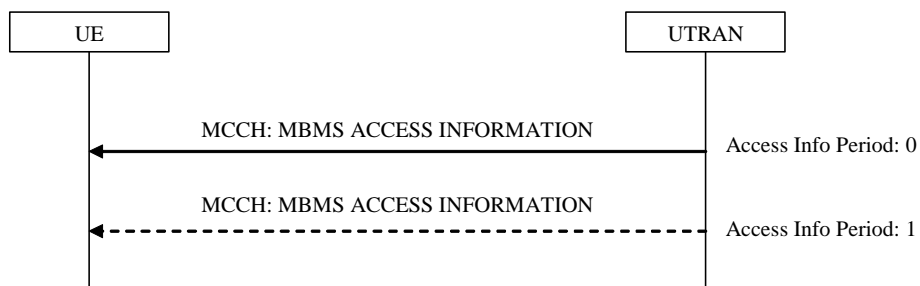 UE
UTRAN
MCCH: MBMS ACCESS INFORMATION
Access Info Period: 0
MCCH: MBMS ACCESS INFORMATION
Access Info Period: 1